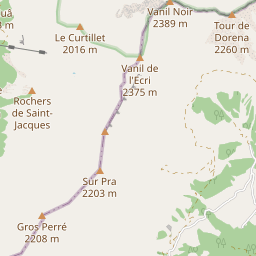 uâ
m
Le Curtillet
2016 m
Vanil Noir
2389 m
Tour de
Dorena
2260 m
Vanil de
l'Ecri
2375 m
Rochers
de Saint-
Jacques
Sur Pra
2203 m
Gros Perré
2208 m